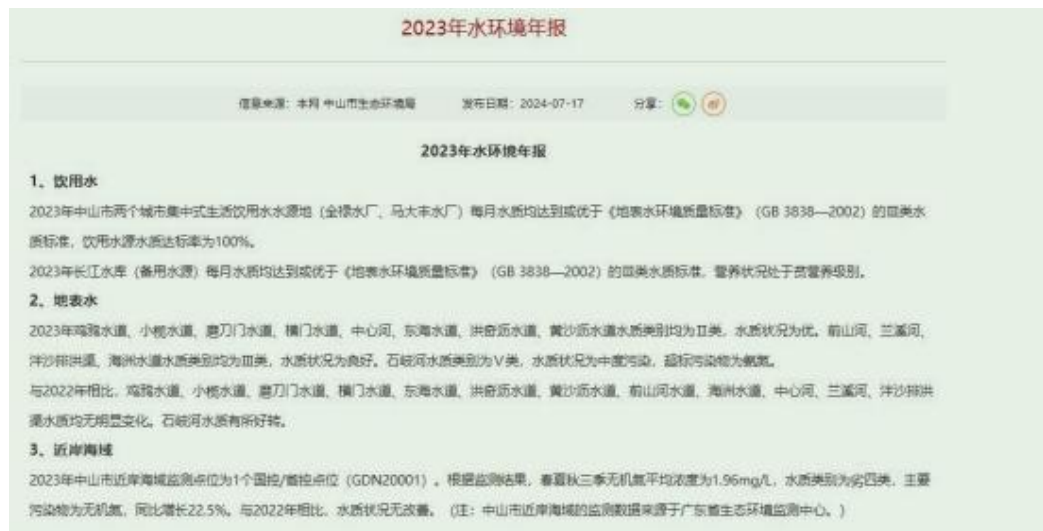 2023年水环境年报
信息来源：本网 中山市生态环境局 发布日期：2024-07-17 分享：
2023年水环境年报
1、饮用水
2023年中山市两个城市集中式生活饮用水水源地（全禄水厂、马大丰水厂）每月水质均达到或优于《地表水环境质量标准》（GB 3838—2002）的Ⅲ类水
质标准，饮用水源水质达标率为100%。
2023年长江水库（备用水源）每月水质均达到或优于《地表水环境质量标准》（GB 3838—2002）的Ⅲ类水质标准，营养状况处于贫营养级别。
2、地表水
2023年鸡鸦水道、小榄水道、磨刀门水道、横门水道、中心河、东海水道、洪奇沥水道、黄沙沥水道水质类别均为Ⅱ类，水质状况为优。前山河、兰溪河、
泮沙排洪渠、海洲水道水质类别均为Ⅲ类，水质状况为良好。石岐河水质类别为Ⅴ类，水质状况为中度污染，超标污染物为氨氮。
与2022年相比，鸡鸦水道、小榄水道、磨刀门水道、横门水道、东海水道、洪奇沥水道、黄沙沥水道、前山河水道、海洲水道、中心河、兰溪河、泮沙排洪
渠水质均无明显变化。石岐河水质有所好转。
3、近岸海域
2023年中山市近岸海域监测点位为1个国控/省控点位（GDN20001）。根据监测结果，春夏秋三季无机氮平均浓度为1.96mg/L，水质类别为劣四类，主要
污染物为无机氮，同比增长22.5%。与2022年相比，水质状况无改善。（注：中山市近岸海域的监测数据来源于广东省生态环境监测中心。）